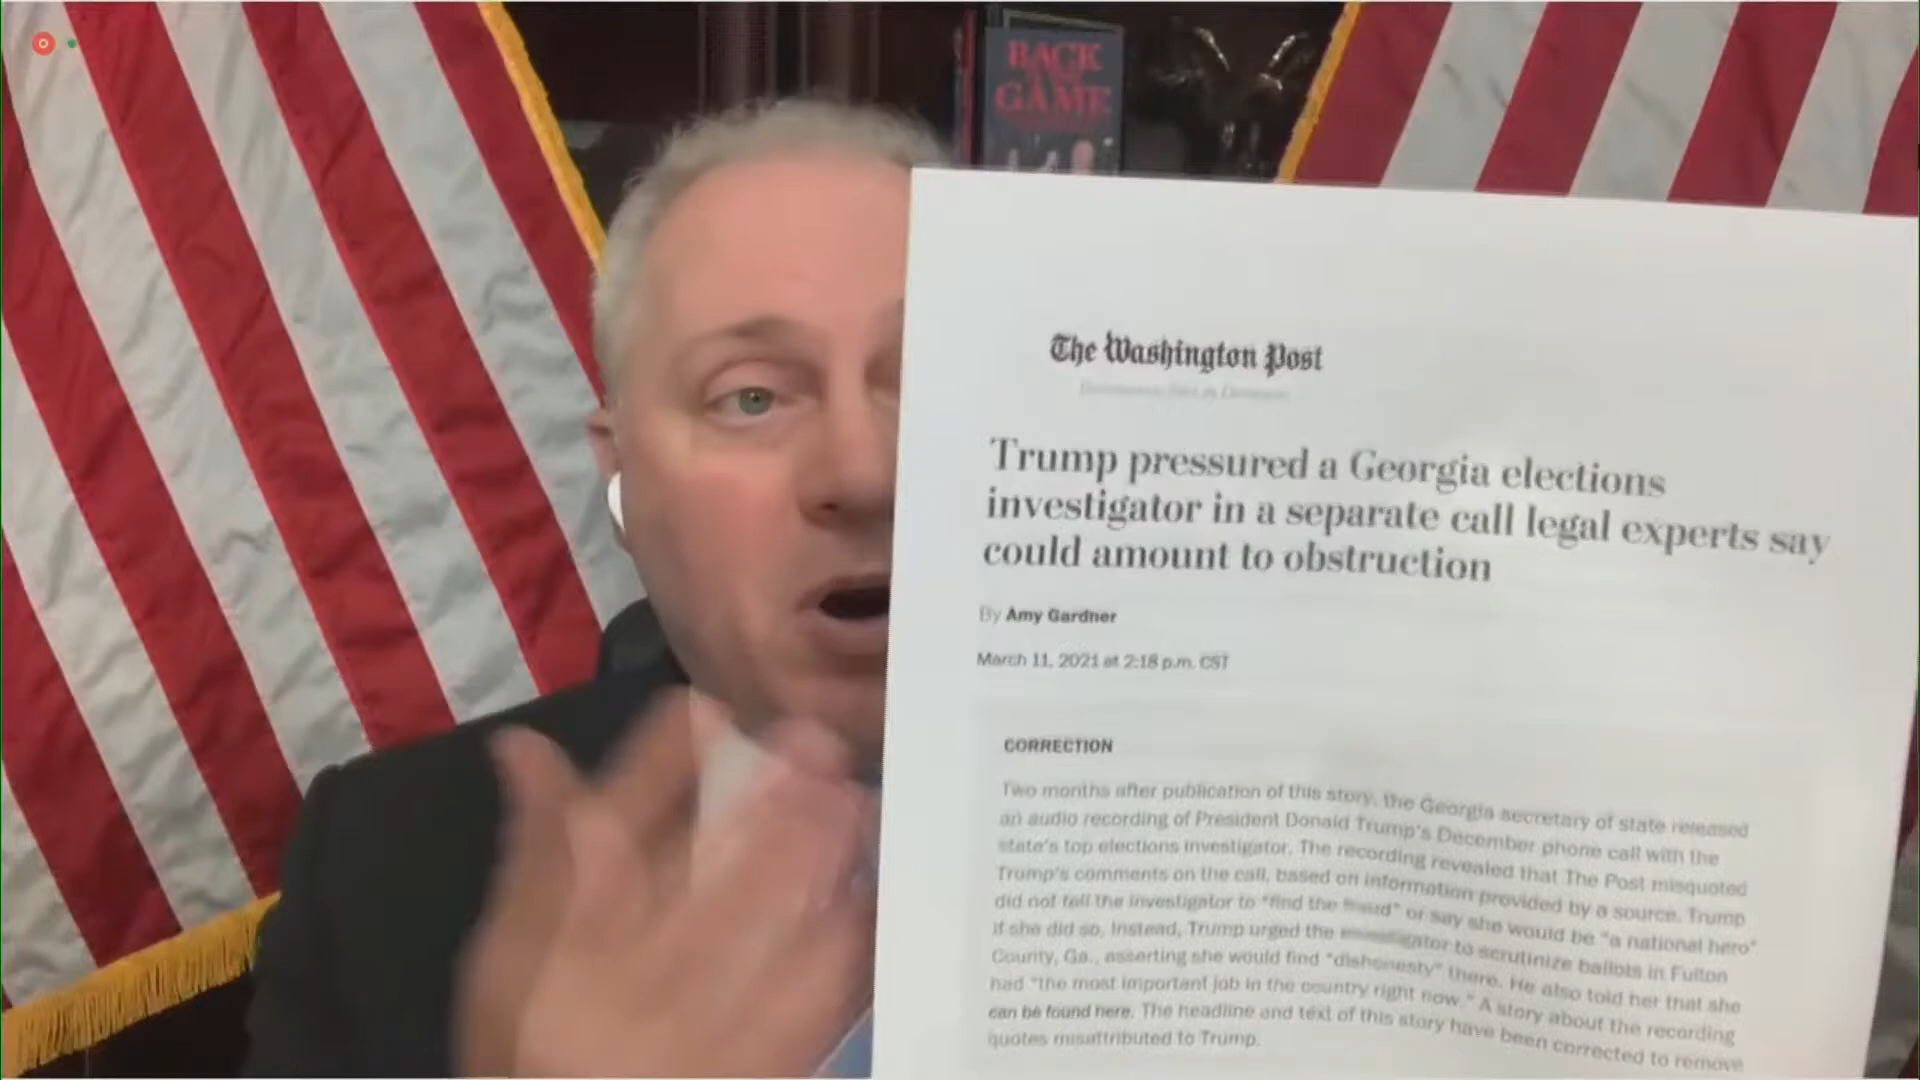 BACK
GAME
The Washington Post
Democracy Dies in Darkness
Trump pressured a Georgia elections
investigator in a separate call legal experts say
could amount to obstruction
By Amy Gardner
March 11, 2021 at 2:18 p.m. CST
CORRECTION
Two months after publication of this story, the Georgia secretary of state released
an audio recording of President Donald Trump's December phone call with the
state's top elections investigator. The recording revealed that The Post misquoted
Trump's comments on the call, based on information provided by a source. Trump
did not tell the investigator to "find the fraud" or say she would be "a national hero"
if she did so. Instead, Trump urged the investigator to scrutinize ballots in Fulton
County, Ga., asserting she would find "dishonesty" there. He also told her that she
had "the most important job in the country right now." A story about the recording
can be found here. The headline and text of this story have been corrected to remove
quotes misattributed to Trump.